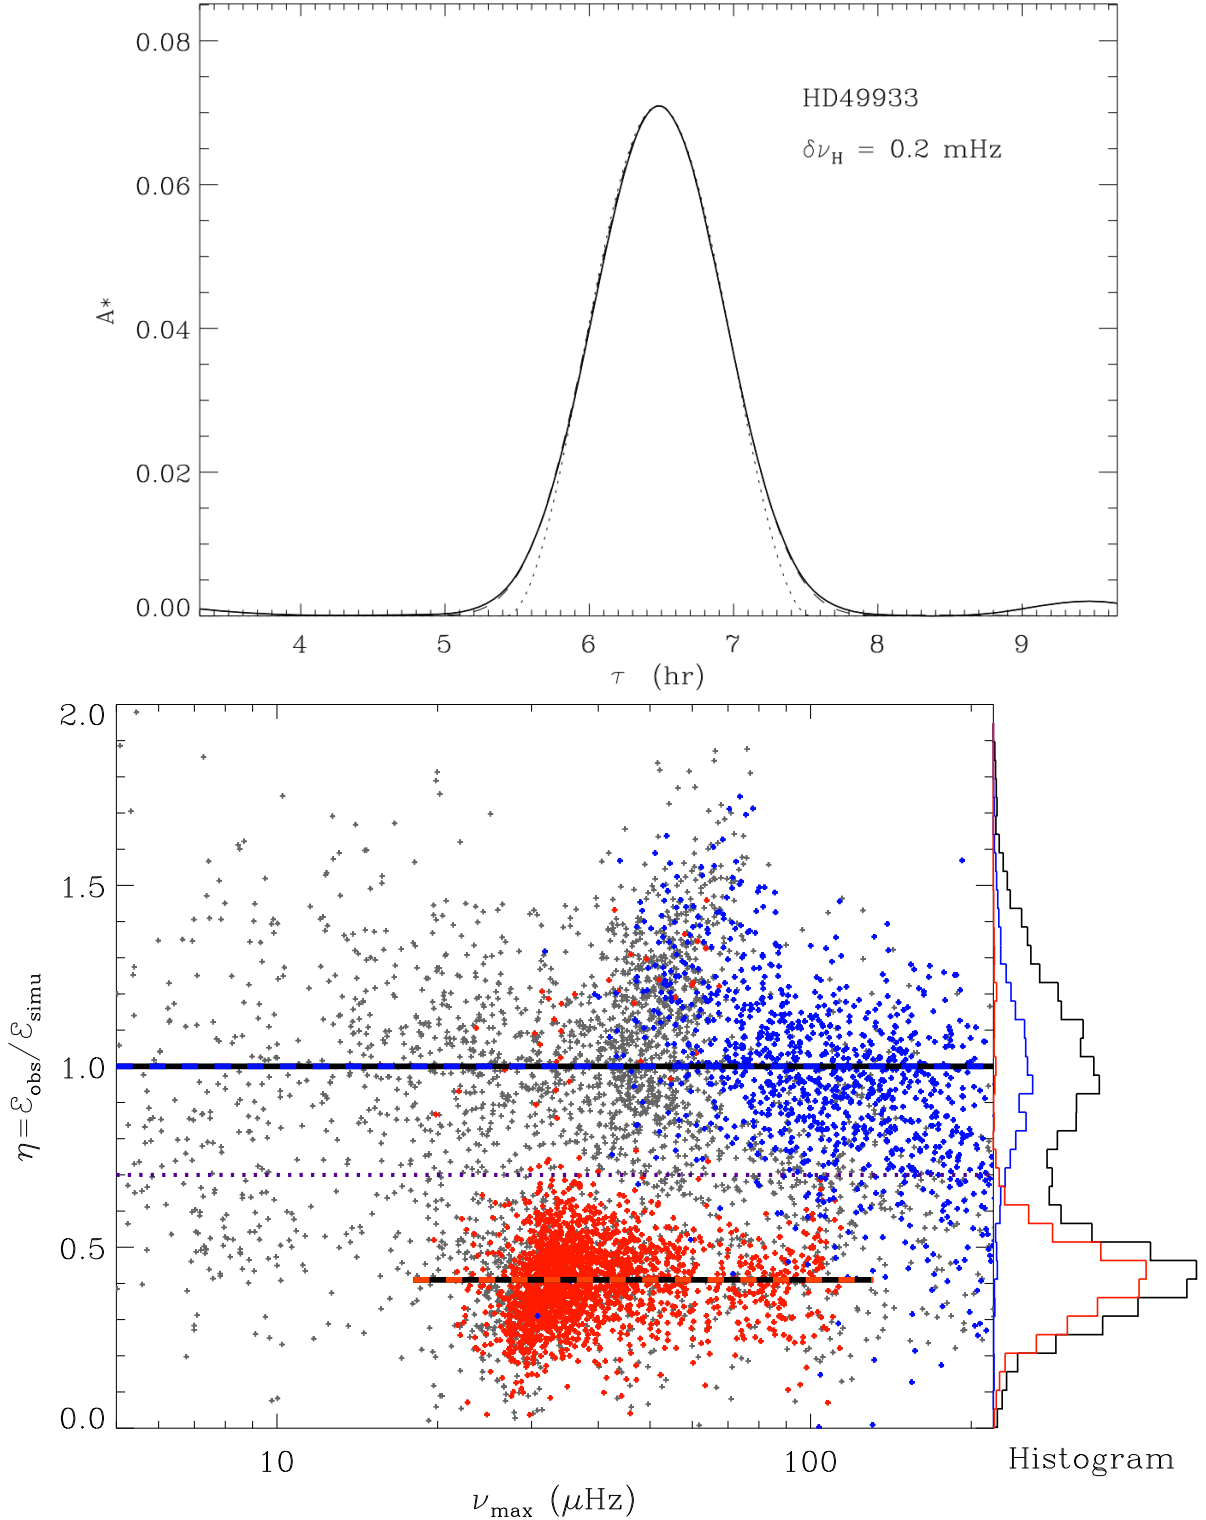 0.08
HD49933
δν_H = 0.2 mHz
0.06
A*
0.04
0.02
0.00
4 5 6 7 8 9
τ (hr)
2.0
1.5
η=ℰ_obs/ℰ_simu
1.0
0.5
0.0
10 100 Histogram
ν_max (μHz)